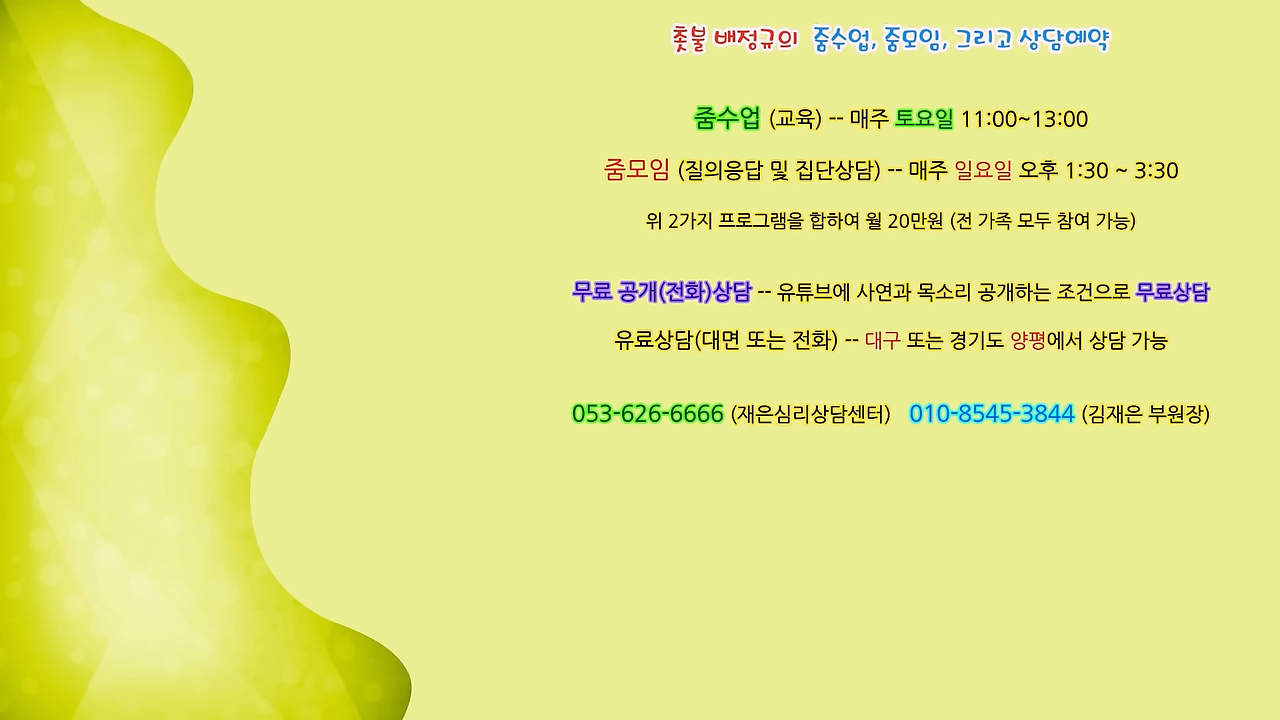 촛불 배정규의 줌수업, 줌모임, 그리고 상담예약
줌수업 (교육) -- 매주 토요일 11:00~13:00
줌모임 (질의응답 및 집단상담) -- 매주 일요일 오후 1:30 ~ 3:30
위 2가지 프로그램을 합하여 월 20만원 (전 가족 모두 참여 가능)
무료 공개(전화)상담 -- 유튜브에 사연과 목소리 공개하는 조건으로 무료상담
유료상담(대면 또는 전화) -- 대구 또는 경기도 양평에서 상담 가능
053-626-6666 (재은심리상담센터) 010-8545-3844 (김재은 부원장)